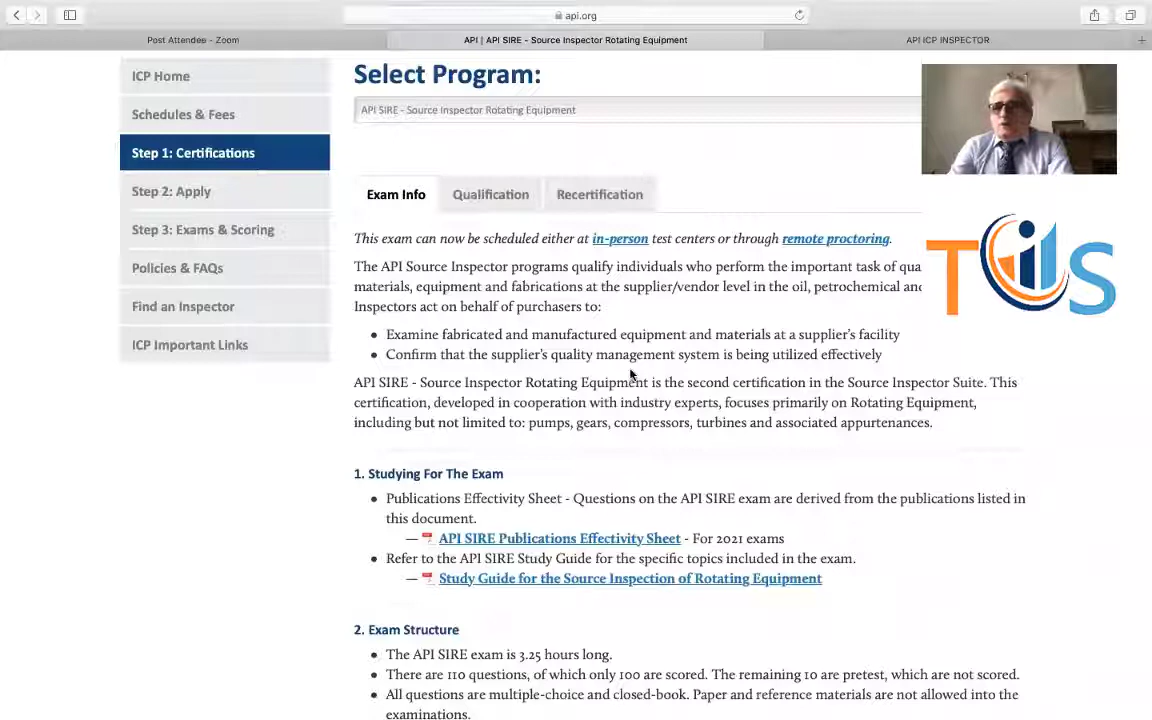 api.org
Post Attendee - Zoom
API | API SIRE - Source Inspector Rotating Equipment
API ICP INSPECTOR
ICP Home
Schedules & Fees
Step 1: Certifications
Step 2: Apply
Step 3: Exams & Scoring
Policies & FAQs
Find an Inspector
ICP Important Links
Select Program:
API SIRE - Source Inspector Rotating Equipment
Exam Info
Qualification
Recertification
This exam can now be scheduled either at in-person test centers or through remote proctoring.
The API Source Inspector programs qualify individuals who perform the important task of
materials, equipment and fabrications at the supplier/vendor level in the oil, petrochemical
Inspectors act on behalf of purchasers to:
• Examine fabricated and manufactured equipment and materials at a supplier's facility
• Confirm that the supplier's quality management system is being utilized effectively
API SIRE - Source Inspector Rotating Equipment is the second certification in the Source Inspector Suite. This
certification, developed in cooperation with industry experts, focuses primarily on Rotating Equipment,
including but not limited to: pumps, gears, compressors, turbines and associated appurtenances.
1. Studying For The Exam
• Publications Effectivity Sheet - Questions on the API SIRE exam are derived from the publications listed in
this document.
— API SIRE Publications Effectivity Sheet - For 2021 exams
• Refer to the API SIRE Study Guide for the specific topics included in the exam.
— Study Guide for the Source Inspection of Rotating Equipment
2. Exam Structure
• The API SIRE exam is 3.25 hours long.
• There are 110 questions, of which only 100 are scored. The remaining 10 are pretest, which are not scored.
• All questions are multiple-choice and closed-book. Paper and reference materials are not allowed into the
examinations.
TIS